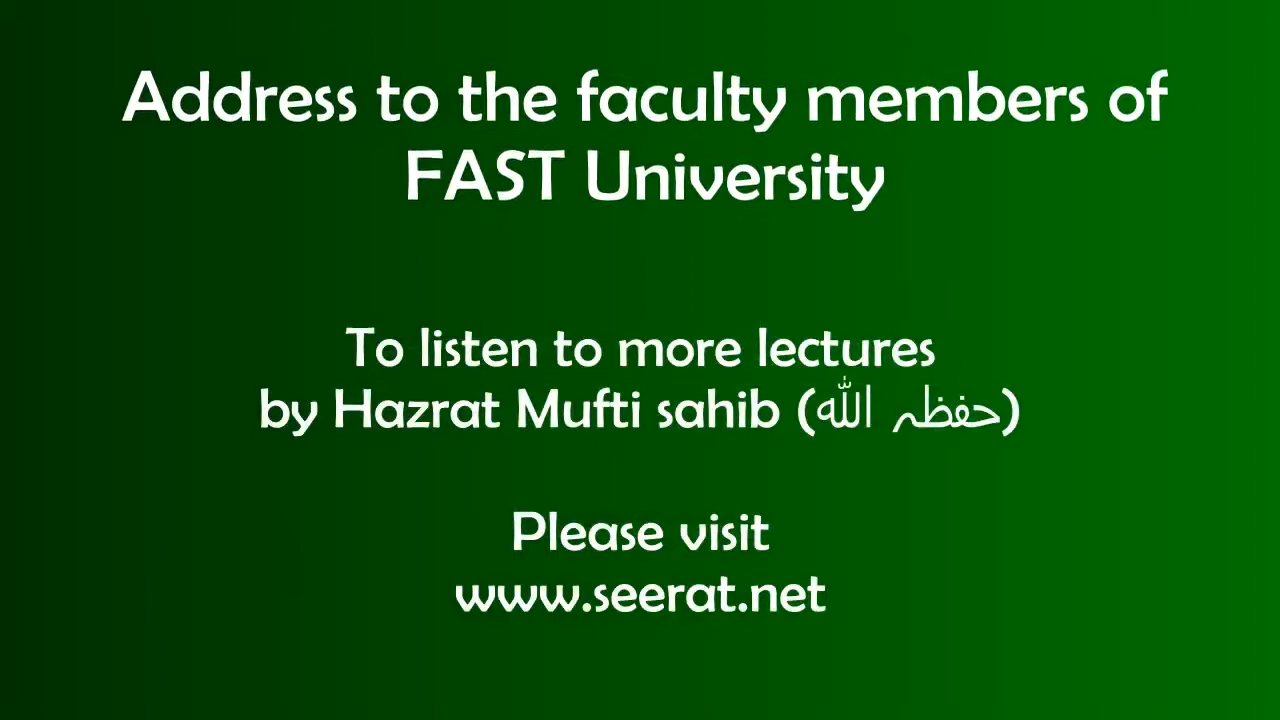 Address to the faculty members of
FAST University
To listen to more lectures
by Hazrat Mufti sahib (حفظہ اللہ)
Please visit
www.seerat.net